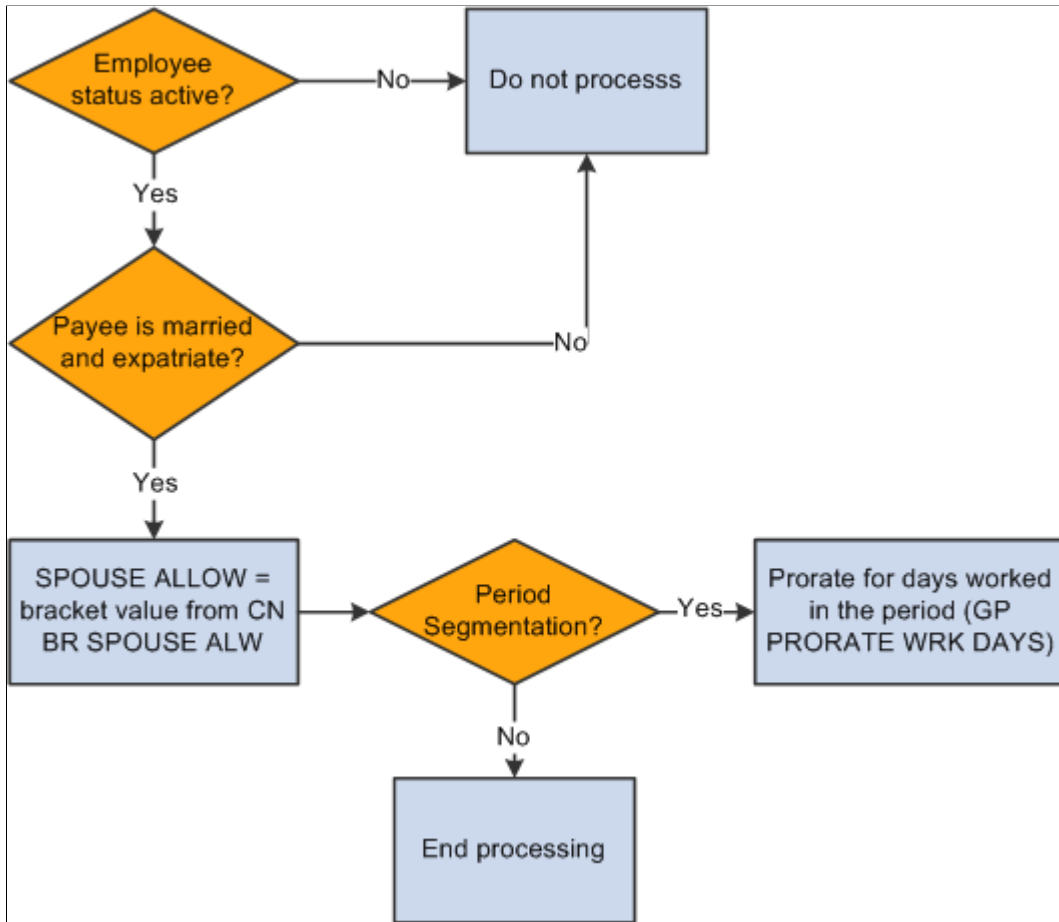 Employee
status active?
No
Do not processs
Yes
Payee is married
and expatriate?
No
Yes
SPOUSE ALLOW =
bracket value from CN
BR SPOUSE ALW
Period
Segmentation?
Yes
Prorate for days worked
in the period (GP
PRORATE WRK DAYS)
No
End processing